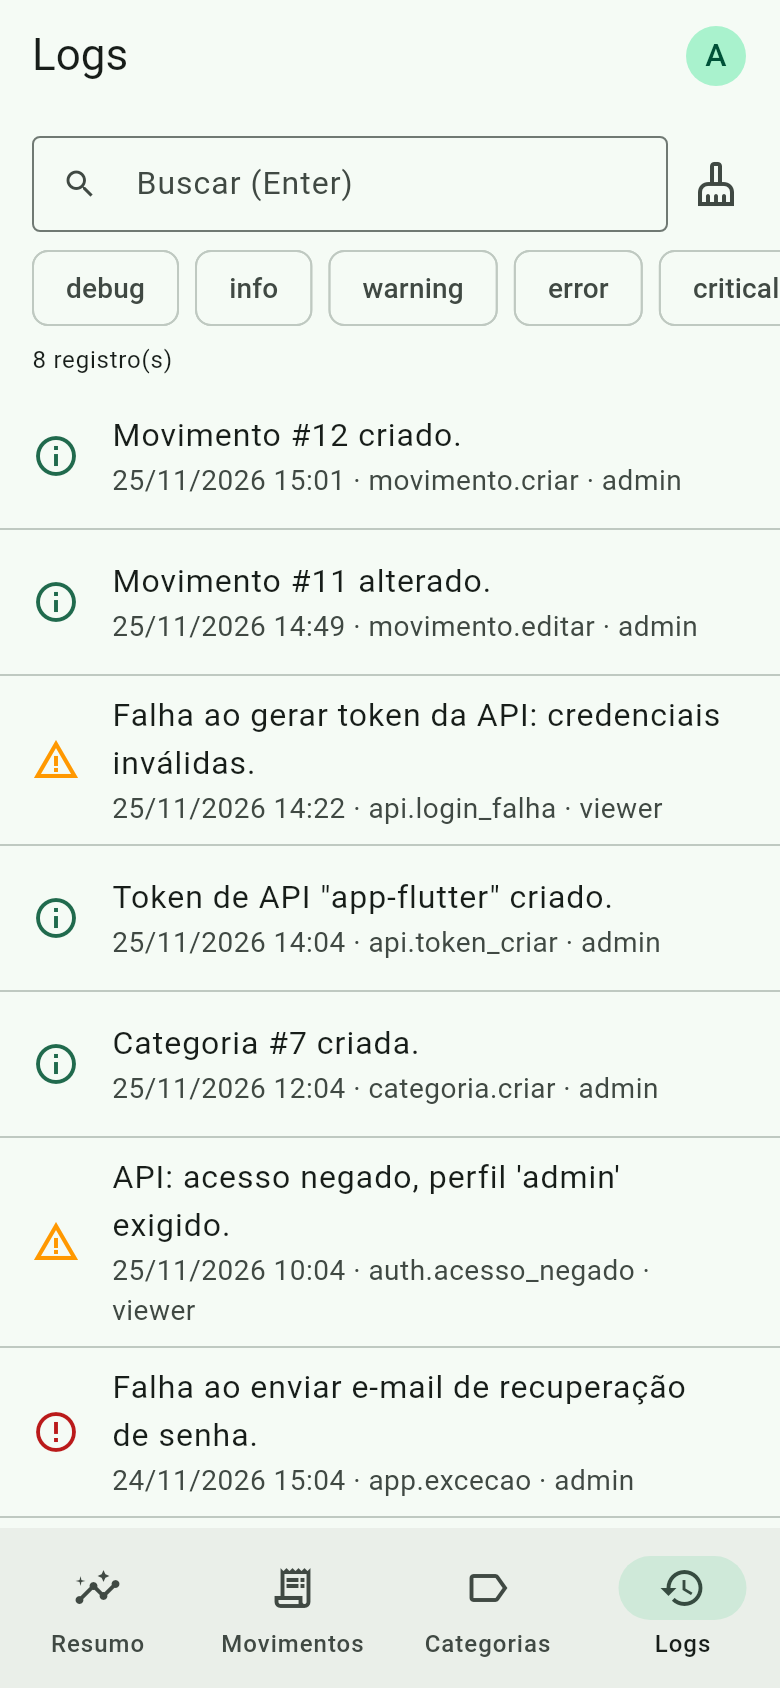 Logs
A
Buscar (Enter)
debug
info
warning
error
critical
8 registro(s)
Movimento #12 criado.
25/11/2026 15:01 · movimento.criar · admin
Movimento #11 alterado.
25/11/2026 14:49 · movimento.editar · admin
Falha ao gerar token da API: credenciais
inválidas.
25/11/2026 14:22 · api.login_falha · viewer
Token de API "app-flutter" criado.
25/11/2026 14:04 · api.token_criar · admin
Categoria #7 criada.
25/11/2026 12:04 · categoria.criar · admin
API: acesso negado, perfil 'admin'
exigido.
25/11/2026 10:04 · auth.acesso_negado ·
viewer
Falha ao enviar e-mail de recuperação
de senha.
24/11/2026 15:04 · app.excecao · admin
Resumo
Movimentos
Categorias
Logs